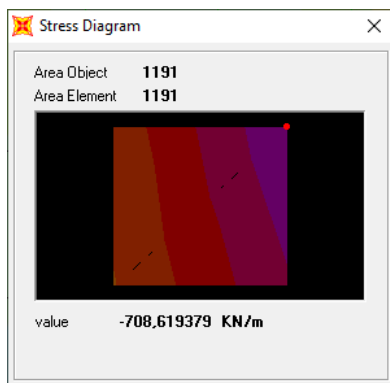 Stress Diagram
Area Object 1191
Area Element 1191
value -708,619379 KN/m